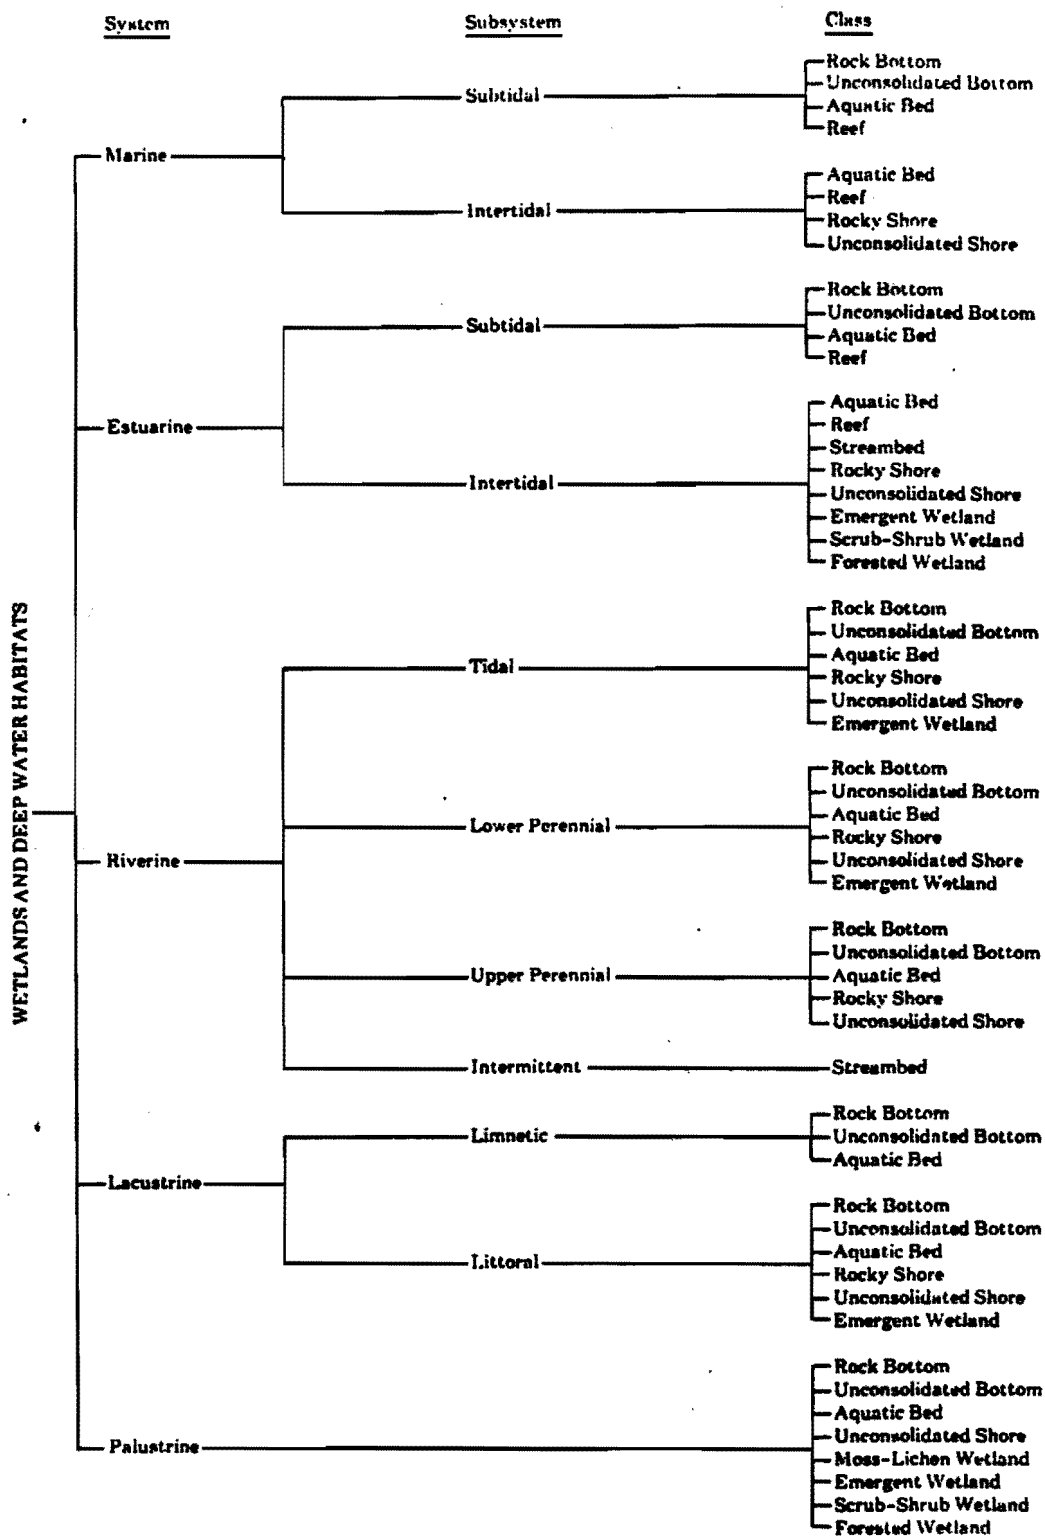 System Subsystem Class
WETLANDS AND DEEP WATER HABITATS
Marine
Subtidal
Rock Bottom
Unconsolidated Bottom
Aquatic Bed
Reef
Intertidal
Aquatic Bed
Reef
Rocky Shore
Unconsolidated Shore
Estuarine
Subtidal
Rock Bottom
Unconsolidated Bottom
Aquatic Bed
Reef
Intertidal
Aquatic Bed
Reef
Streambed
Rocky Shore
Unconsolidated Shore
Emergent Wetland
Scrub-Shrub Wetland
Forested Wetland
Riverine
Tidal
Rock Bottom
Unconsolidated Bottom
Aquatic Bed
Rocky Shore
Unconsolidated Shore
Emergent Wetland
Lower Perennial
Rock Bottom
Unconsolidated Bottom
Aquatic Bed
Rocky Shore
Unconsolidated Shore
Emergent Wetland
Upper Perennial
Rock Bottom
Unconsolidated Bottom
Aquatic Bed
Rocky Shore
Unconsolidated Shore
Intermittent
Streambed
Lacustrine
Limnetic
Rock Bottom
Unconsolidated Bottom
Aquatic Bed
Littoral
Rock Bottom
Unconsolidated Bottom
Aquatic Bed
Rocky Shore
Unconsolidated Shore
Emergent Wetland
Palustrine
Rock Bottom
Unconsolidated Bottom
Aquatic Bed
Unconsolidated Shore
Moss-Lichen Wetland
Emergent Wetland
Scrub-Shrub Wetland
Forested Wetland